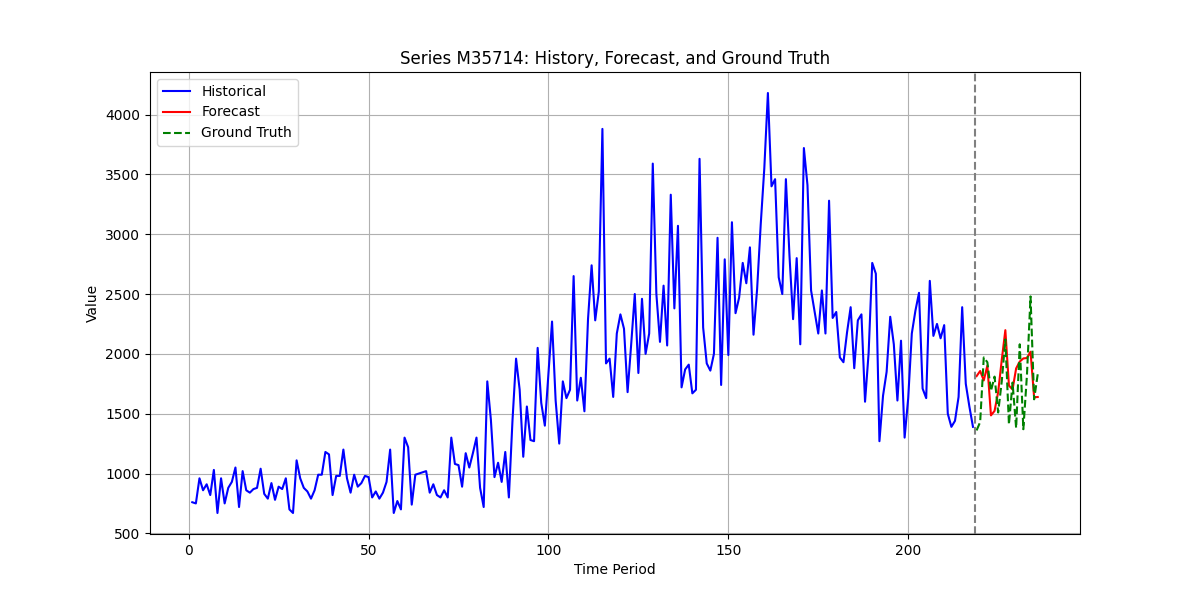 Series M35714: History, Forecast, and Ground Truth
Historical
Forecast
Ground Truth
Value
4000
3500
3000
2500
2000
1500
1000
500
0
50
100
150
200
Time Period